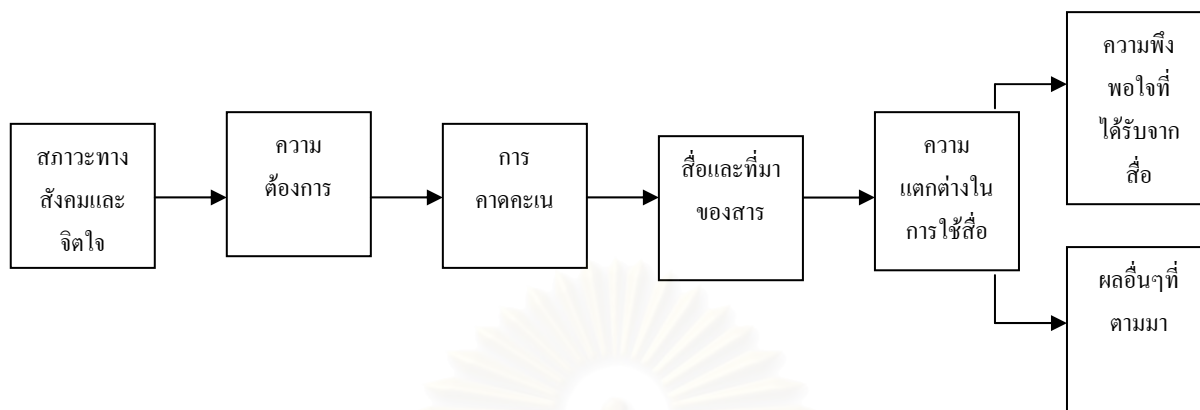 สภาวะทาง
สังคมและ
จิตใจ
ความ
ต้องการ
การ
คาดคะเน
สื่อและที่มา
ของสาร
ความ
แตกต่างใน
การใช้สื่อ
ความพึง
พอใจที่
ได้รับจาก
สื่อ
ผลอื่นๆที่
ตามมา